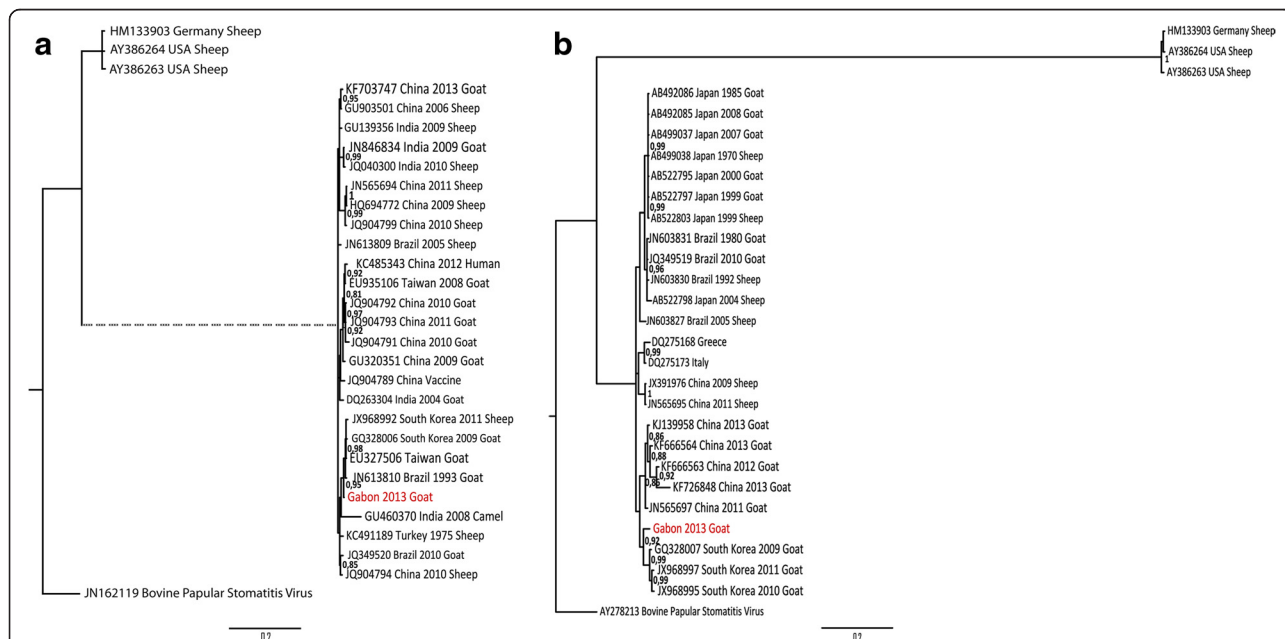 a
HM133903 Germany Sheep
AY386264 USA Sheep
AY386263 USA Sheep
KF703747 China 2013 Goat
0,95
GU903501 China 2006 Sheep
GU139356 India 2009 Sheep
JN846834 India 2009 Goat
0,99
JQ040300 India 2010 Sheep
JN565694 China 2011 Sheep
1
HQ694772 China 2009 Sheep
0,99
JQ904799 China 2010 Sheep
JN613809 Brazil 2005 Sheep
KC485343 China 2012 Human
0,92
EU935106 Taiwan 2008 Goat
0,81
JQ904792 China 2010 Goat
0,97
JQ904793 China 2011 Goat
0,92
JQ904791 China 2010 Goat
GU320351 China 2009 Goat
JQ904789 China Vaccine
DQ263304 India 2004 Goat
JX968992 South Korea 2011 Sheep
GQ328006 South Korea 2009 Goat
0,98
EU327506 Taiwan Goat
JN613810 Brazil 1993 Goat
0,95
Gabon 2013 Goat
GU460370 India 2008 Camel
KC491189 Turkey 1975 Sheep
JQ349520 Brazil 2010 Goat
0,85
JQ904794 China 2010 Sheep
JN162119 Bovine Papular Stomatitis Virus
0.2
b
HM133903 Germany Sheep
AY386264 USA Sheep
1
AY386263 USA Sheep
AB492086 Japan 1985 Goat
AB492085 Japan 2008 Goat
AB499037 Japan 2007 Goat
0,99
AB499038 Japan 1970 Sheep
AB522795 Japan 2000 Goat
AB522797 Japan 1999 Goat
0,99
AB522803 Japan 1999 Sheep
JN603831 Brazil 1980 Goat
JQ349519 Brazil 2010 Goat
0,96
JN603830 Brazil 1992 Sheep
AB522798 Japan 2004 Sheep
JN603827 Brazil 2005 Sheep
DQ275168 Greece
0,99
DQ275173 Italy
JX391976 China 2009 Sheep
1
JN565695 China 2011 Sheep
KJ139958 China 2013 Goat
0,86
KF666564 China 2013 Goat
0,88
KF666563 China 2012 Goat
0,92
0,86
KF726848 China 2013 Goat
JN565697 China 2011 Goat
Gabon 2013 Goat
0,92
GQ328007 South Korea 2009 Goat
0,99
JX968997 South Korea 2011 Goat
0,99
JX968995 South Korea 2010 Goat
AY278213 Bovine Papular Stomatitis Virus
0.2